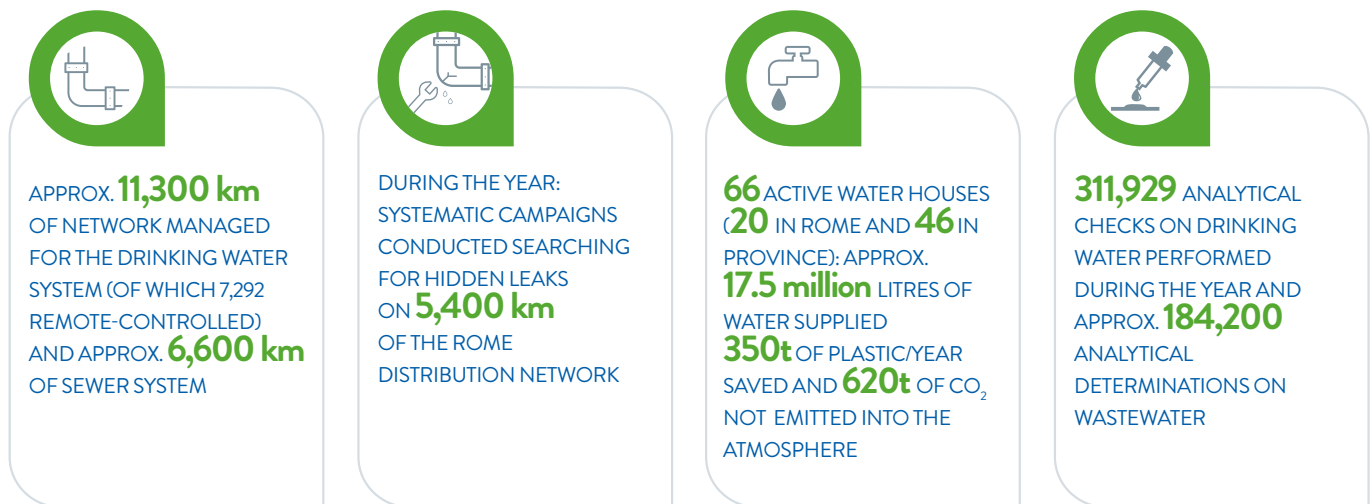 APPROX. 11,300 km
OF NETWORK MANAGED
FOR THE DRINKING WATER
SYSTEM (OF WHICH 7,292
REMOTE-CONTROLLED)
AND APPROX. 6,600 km
OF SEWER SYSTEM
DURING THE YEAR:
SYSTEMATIC CAMPAIGNS
CONDUCTED SEARCHING
FOR HIDDEN LEAKS
ON 5,400 km
OF THE ROME
DISTRIBUTION NETWORK
66 ACTIVE WATER HOUSES
(20 IN ROME AND 46 IN
PROVINCE): APPROX.
17.5 million LITRES OF
WATER SUPPLIED
350t OF PLASTIC/YEAR
SAVED AND 620t OF CO₂
NOT EMITTED INTO THE
ATMOSPHERE
311,929 ANALYTICAL
CHECKS ON DRINKING
WATER PERFORMED
DURING THE YEAR AND
APPROX. 184,200
ANALYTICAL
DETERMINATIONS ON
WASTEWATER